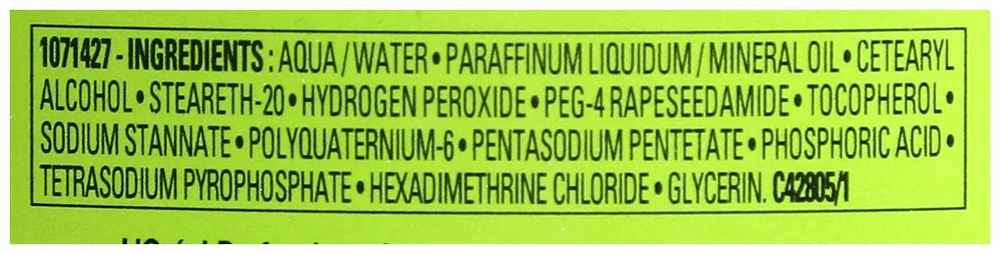 1071427 - INGREDIENTS : AQUA / WATER • PARAFFINUM LIQUIDUM / MINERAL OIL • CETEARYL
ALCOHOL • STEARETH-20 • HYDROGEN PEROXIDE • PEG-4 RAPESEEDAMIDE • TOCOPHEROL •
SODIUM STANNATE • POLYQUATERNIUM-6 • PENTASODIUM PENTETATE • PHOSPHORIC ACID •
TETRASODIUM PYROPHOSPHATE • HEXADIMETHRINE CHLORIDE • GLYCERIN. C42805/1